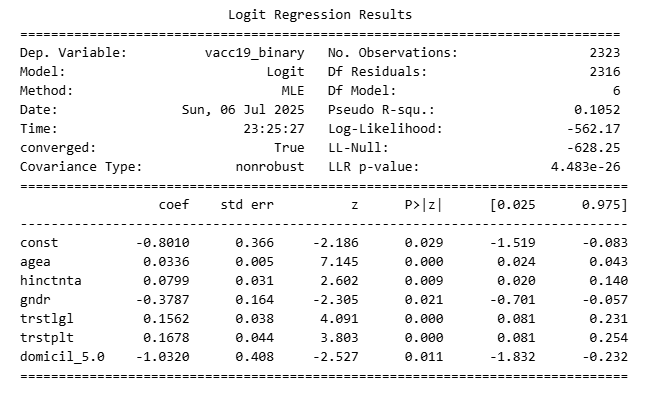 Logit Regression Results
==============================================================================
Dep. Variable: vacc19_binary No. Observations: 2323
Model: Logit Df Residuals: 2316
Method: MLE Df Model: 6
Date: Sun, 06 Jul 2025 Pseudo R-squ.: 0.1052
Time: 23:25:27 Log-Likelihood: -562.17
converged: True LL-Null: -628.25
Covariance Type: nonrobust LLR p-value: 4.483e-26
==============================================================================
coef std err z P>|z| [0.025 0.975]
------------------------------------------------------------------------------
const -0.8010 0.366 -2.186 0.029 -1.519 -0.083
agea 0.0336 0.005 7.145 0.000 0.024 0.043
hinctnta 0.0799 0.031 2.602 0.009 0.020 0.140
gndr -0.3787 0.164 -2.305 0.021 -0.701 -0.057
trstlgl 0.1562 0.038 4.091 0.000 0.081 0.231
trstplt 0.1678 0.044 3.803 0.000 0.081 0.254
domicil_5.0 -1.0320 0.408 -2.527 0.011 -1.832 -0.232
==============================================================================